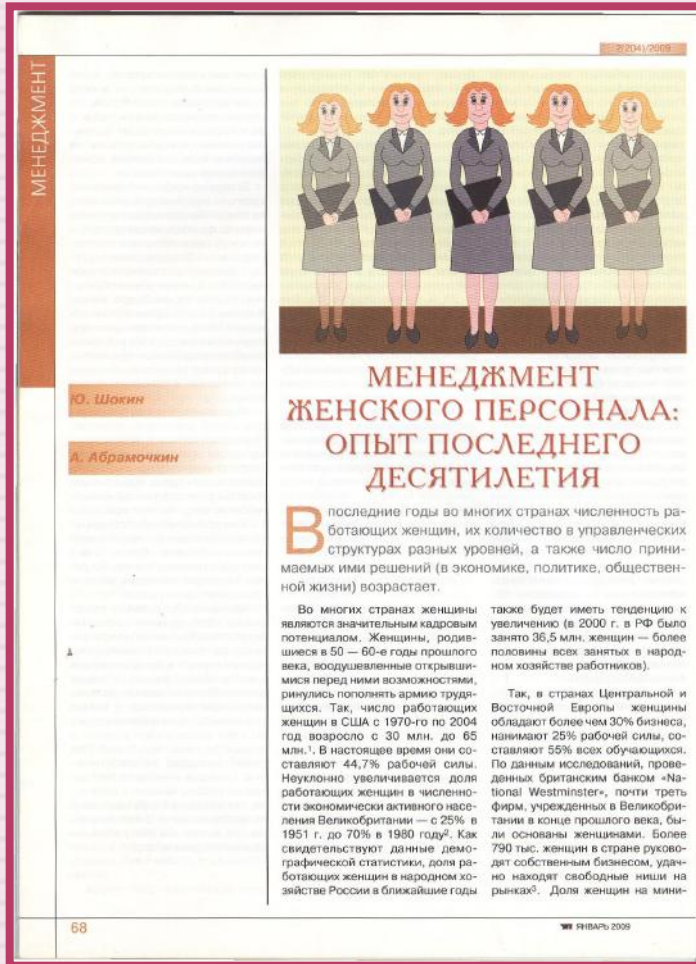 2(204)/2009
МЕНЕДЖМЕНТ
Ю. Шокин
А. Абрамочкин
МЕНЕДЖМЕНТ
ЖЕНСКОГО ПЕРСОНАЛА:
ОПЫТ ПОСЛЕДНЕГО
ДЕСЯТИЛЕТИЯ
В последние годы во многих странах численность ра-
ботающих женщин, их количество в управленческих
структурах разных уровней, а также число прини-
маемых ими решений (в экономике, политике, обществен-
ной жизни) возрастает.
Во многих странах женщины
являются значительным кадровым
потенциалом. Женщины, родив-
шиеся в 50 — 60-е годы прошлого
века, воодушевленные открывши-
мися перед ними возможностями,
ринулись пополнять армию трудя-
щихся. Так, число работающих
женщин в США с 1970-го по 2004
год возросло с 30 млн. до 65
млн.¹. В настоящее время они со-
ставляют 44,7% рабочей силы.
Неуклонно увеличивается доля
работающих женщин в численно-
сти экономически активного насе-
ления Великобритании — с 25% в
1951 г. до 70% в 1980 году². Как
свидетельствуют данные демо-
графической статистики, доля ра-
ботающих женщин в народном хо-
зяйстве России в ближайшие годы
также будет иметь тенденцию к
увеличению (в 2000 г. в РФ было
занято 36,5 млн. женщин — более
половины всех занятых в народ-
ном хозяйстве работников).
Так, в странах Центральной и
Восточной Европы женщины
обладают более чем 30% бизнеса,
нанимают 25% рабочей силы, со-
ставляют 55% всех обучающихся.
По данным исследований, прове-
денных британским банком «Na-
tional Westminster», почти треть
фирм, учрежденных в Великобри-
тании в конце прошлого века, бы-
ли основаны женщинами. Более
790 тыс. женщин в стране руково-
дят собственным бизнесом, удач-
но находят свободные ниши на
рынках³. Доля женщин на мини-
68
ЯНВАРЬ 2009